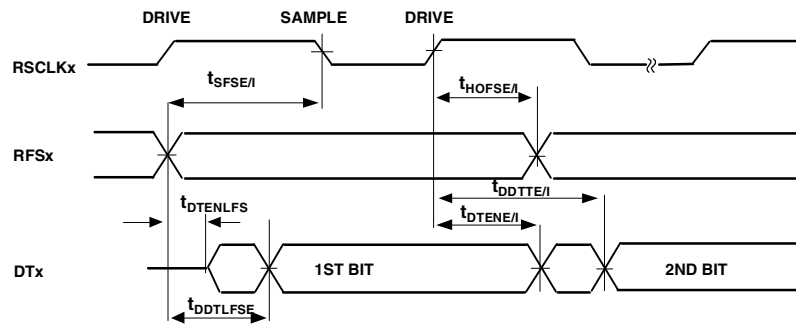 DRIVE SAMPLE DRIVE
RSCLKx
tSFSE/I tHOFSE/I
RFSx
tDDTTE/I
tDTENLFS tDTENE/I
DTx 1ST BIT 2ND BIT
tDDTLFSE